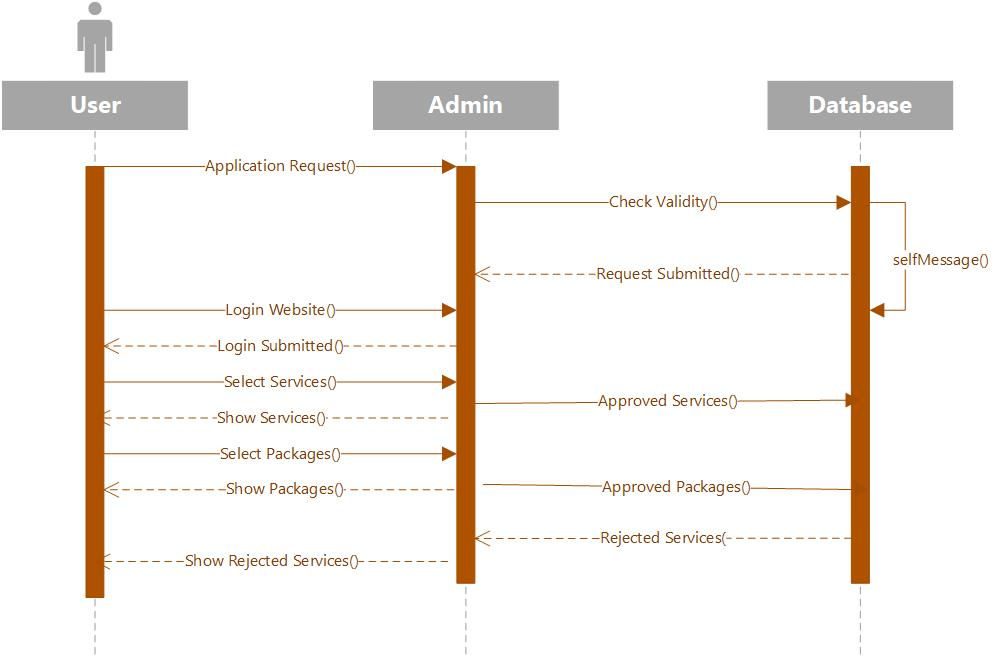 User
Admin
Database
Application Request()
Check Validity()
selfMessage()
Request Submitted()
Login Website()
Login Submitted()
Select Services()
Approved Services()
Show Services()
Select Packages()
Approved Packages()
Show Packages()
Rejected Services(
Show Rejected Services()